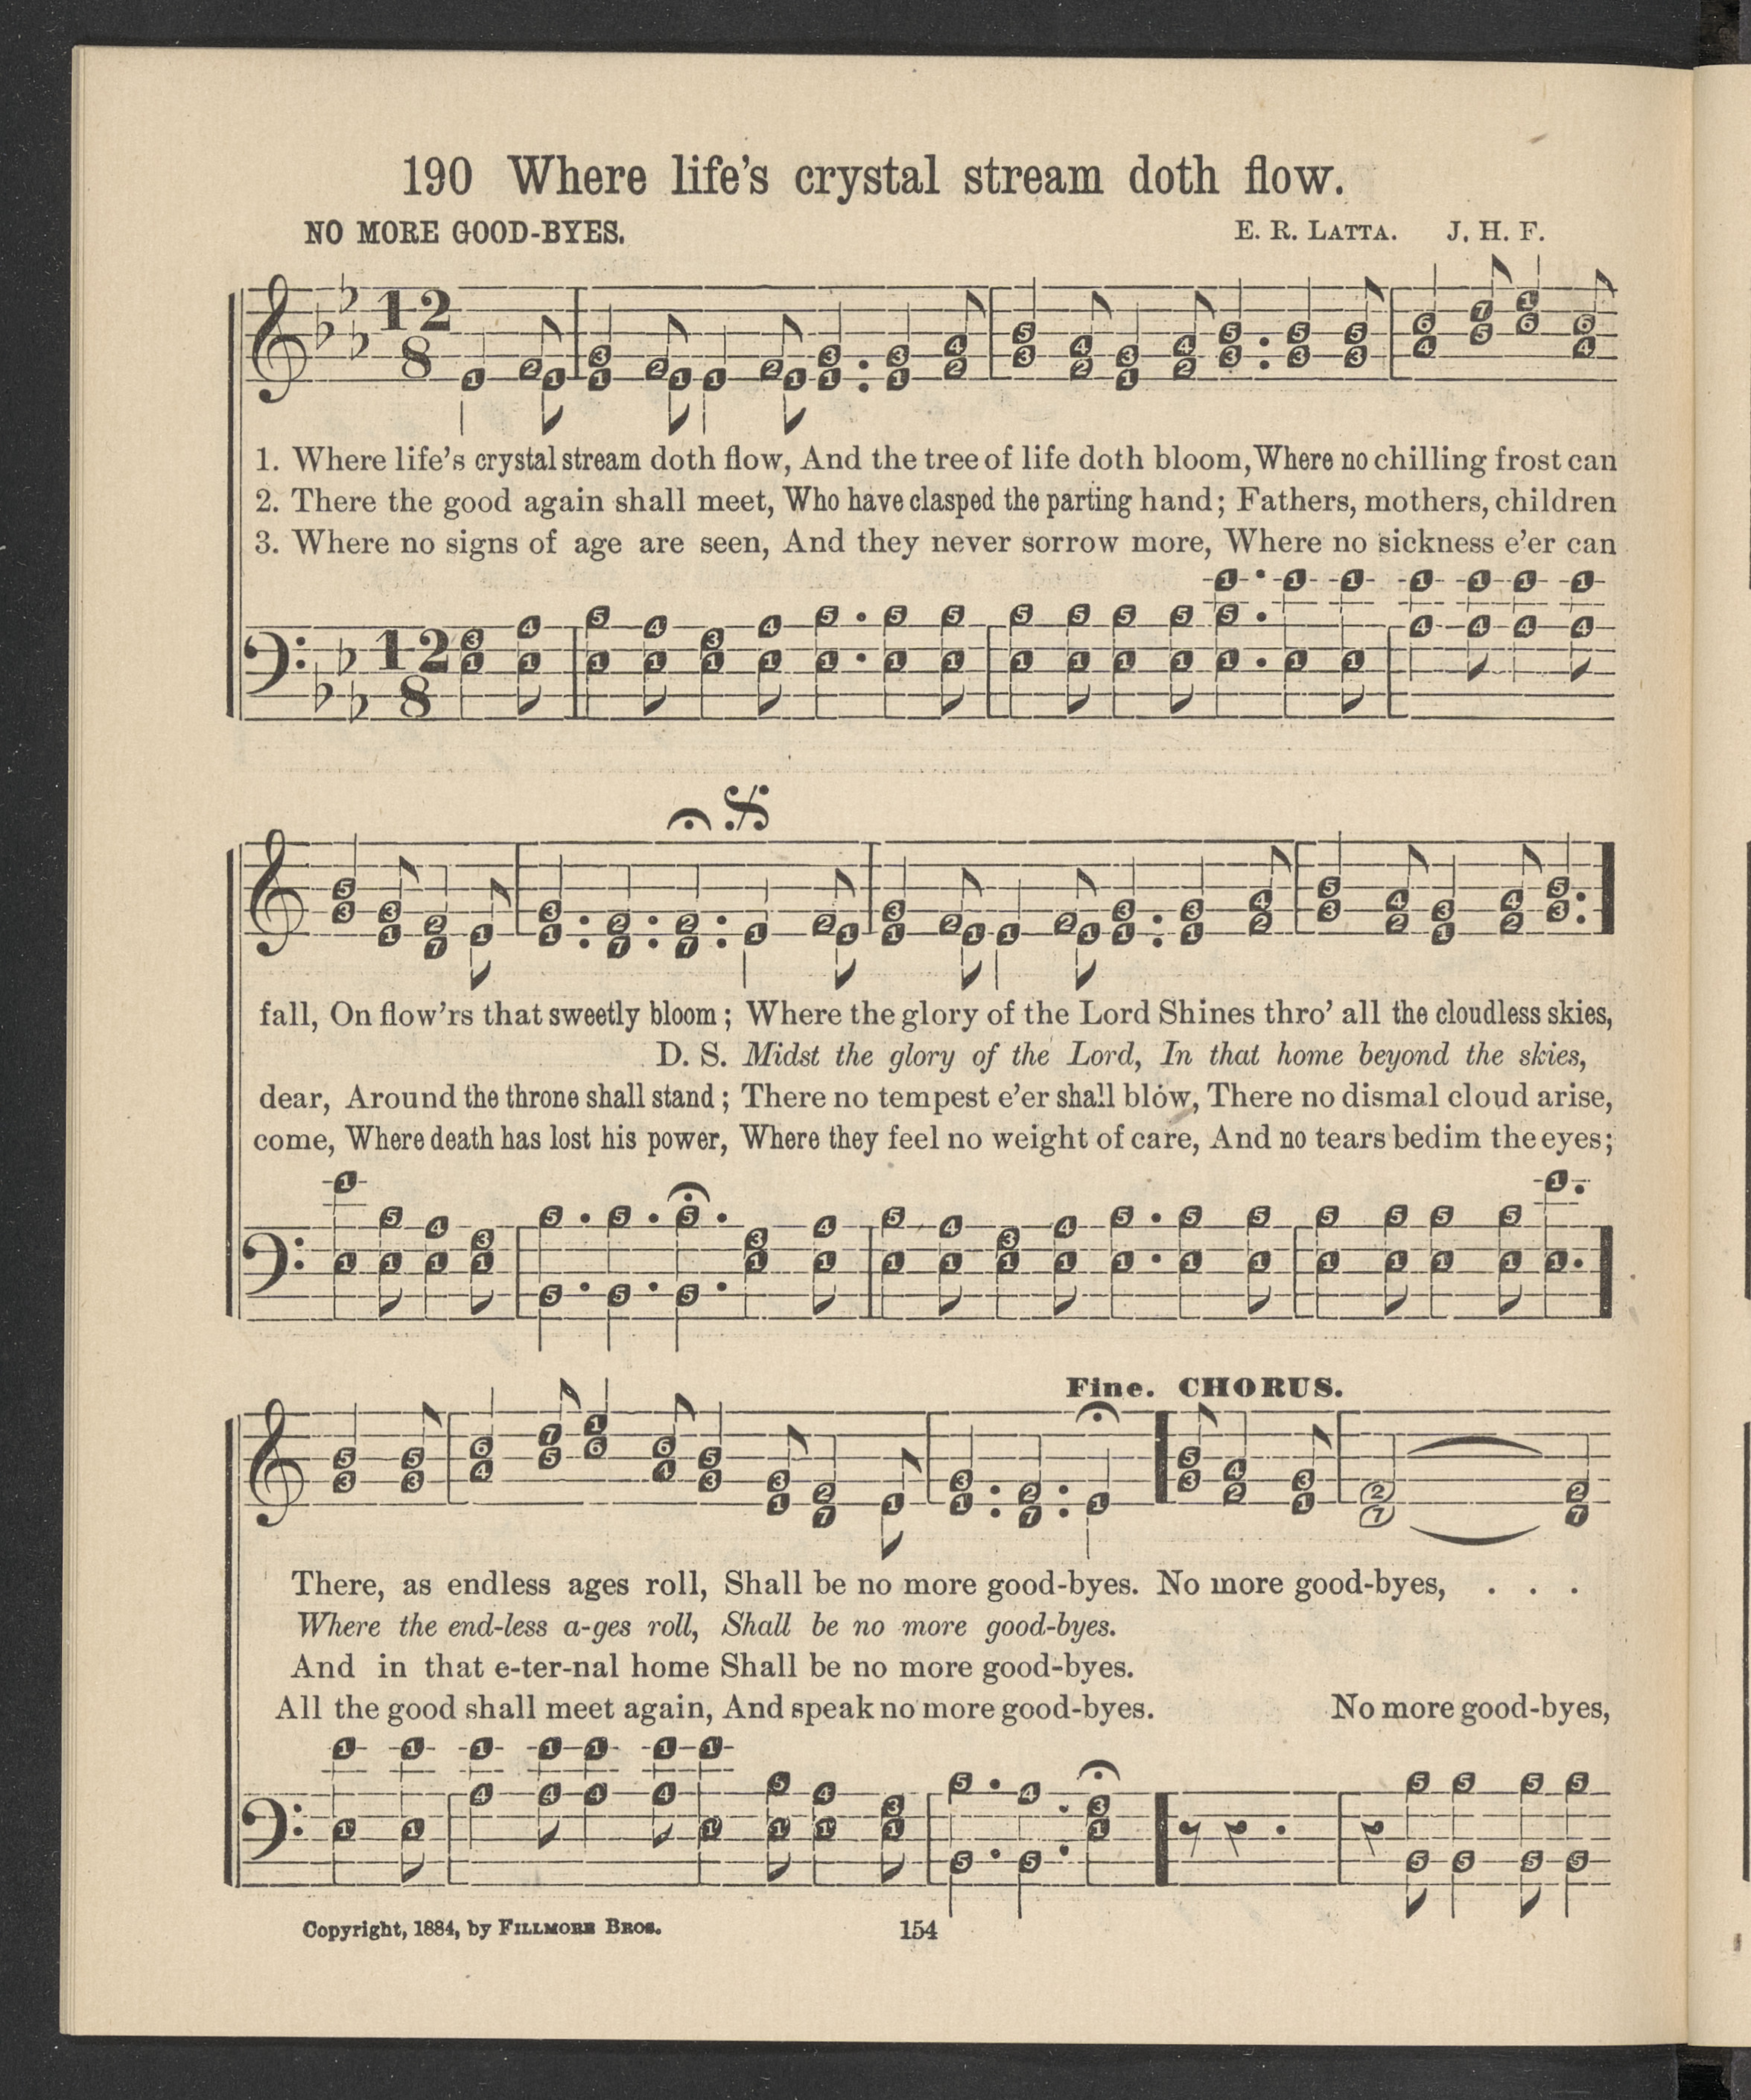 190 Where life's crystal stream doth flow.
NO MORE GOOD-BYES. E. R. LATTA. J. H. F.
1. Where life's crystal stream doth flow, And the tree of life doth bloom, Where no chilling frost can
2. There the good again shall meet, Who have clasped the parting hand; Fathers, mothers, children
3. Where no signs of age are seen, And they never sorrow more, Where no sickness e'er can
fall, On flow'rs that sweetly bloom; Where the glory of the Lord Shines thro' all the cloudless skies,
D. S. Midst the glory of the Lord, In that home beyond the skies,
dear, Around the throne shall stand; There no tempest e'er shall blow, There no dismal cloud arise,
come, Where death has lost his power, Where they feel no weight of care, And no tears bedim the eyes;
Fine. CHORUS.
There, as endless ages roll, Shall be no more good-byes. No more good-byes, . . .
Where the end-less a-ges roll, Shall be no more good-byes.
And in that e-ter-nal home Shall be no more good-byes.
All the good shall meet again, And speak no more good-byes. No more good-byes,
Copyright, 1884, by FILLMORE BROS. 154